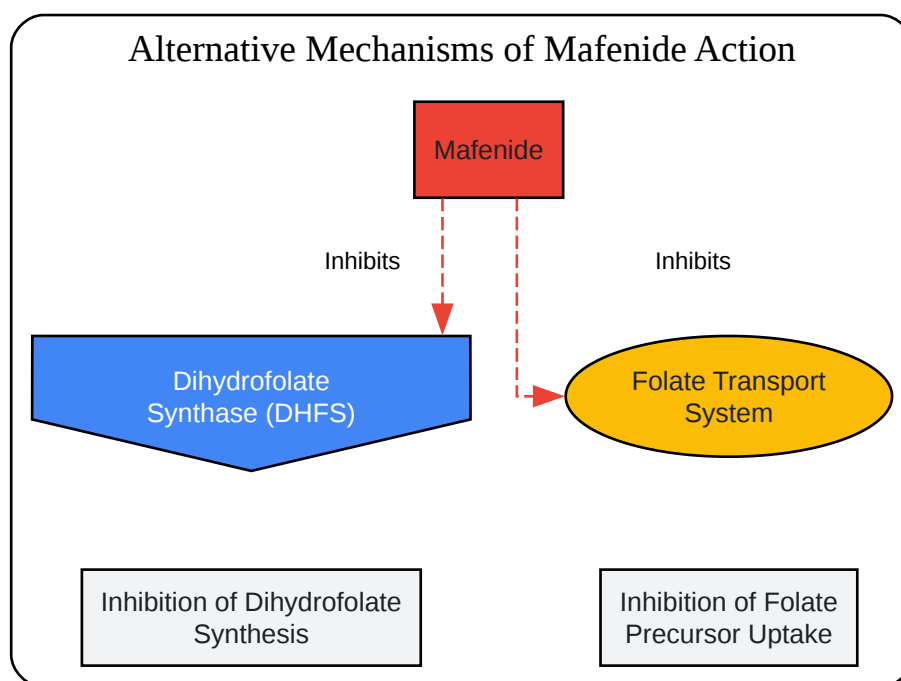 Alternative Mechanisms of Mafenide Action
Mafenide
Inhibits
Inhibits
Dihydrofolate
Synthase (DHFS)
Folate Transport
System
Inhibition of Dihydrofolate
Synthesis
Inhibition of Folate
Precursor Uptake